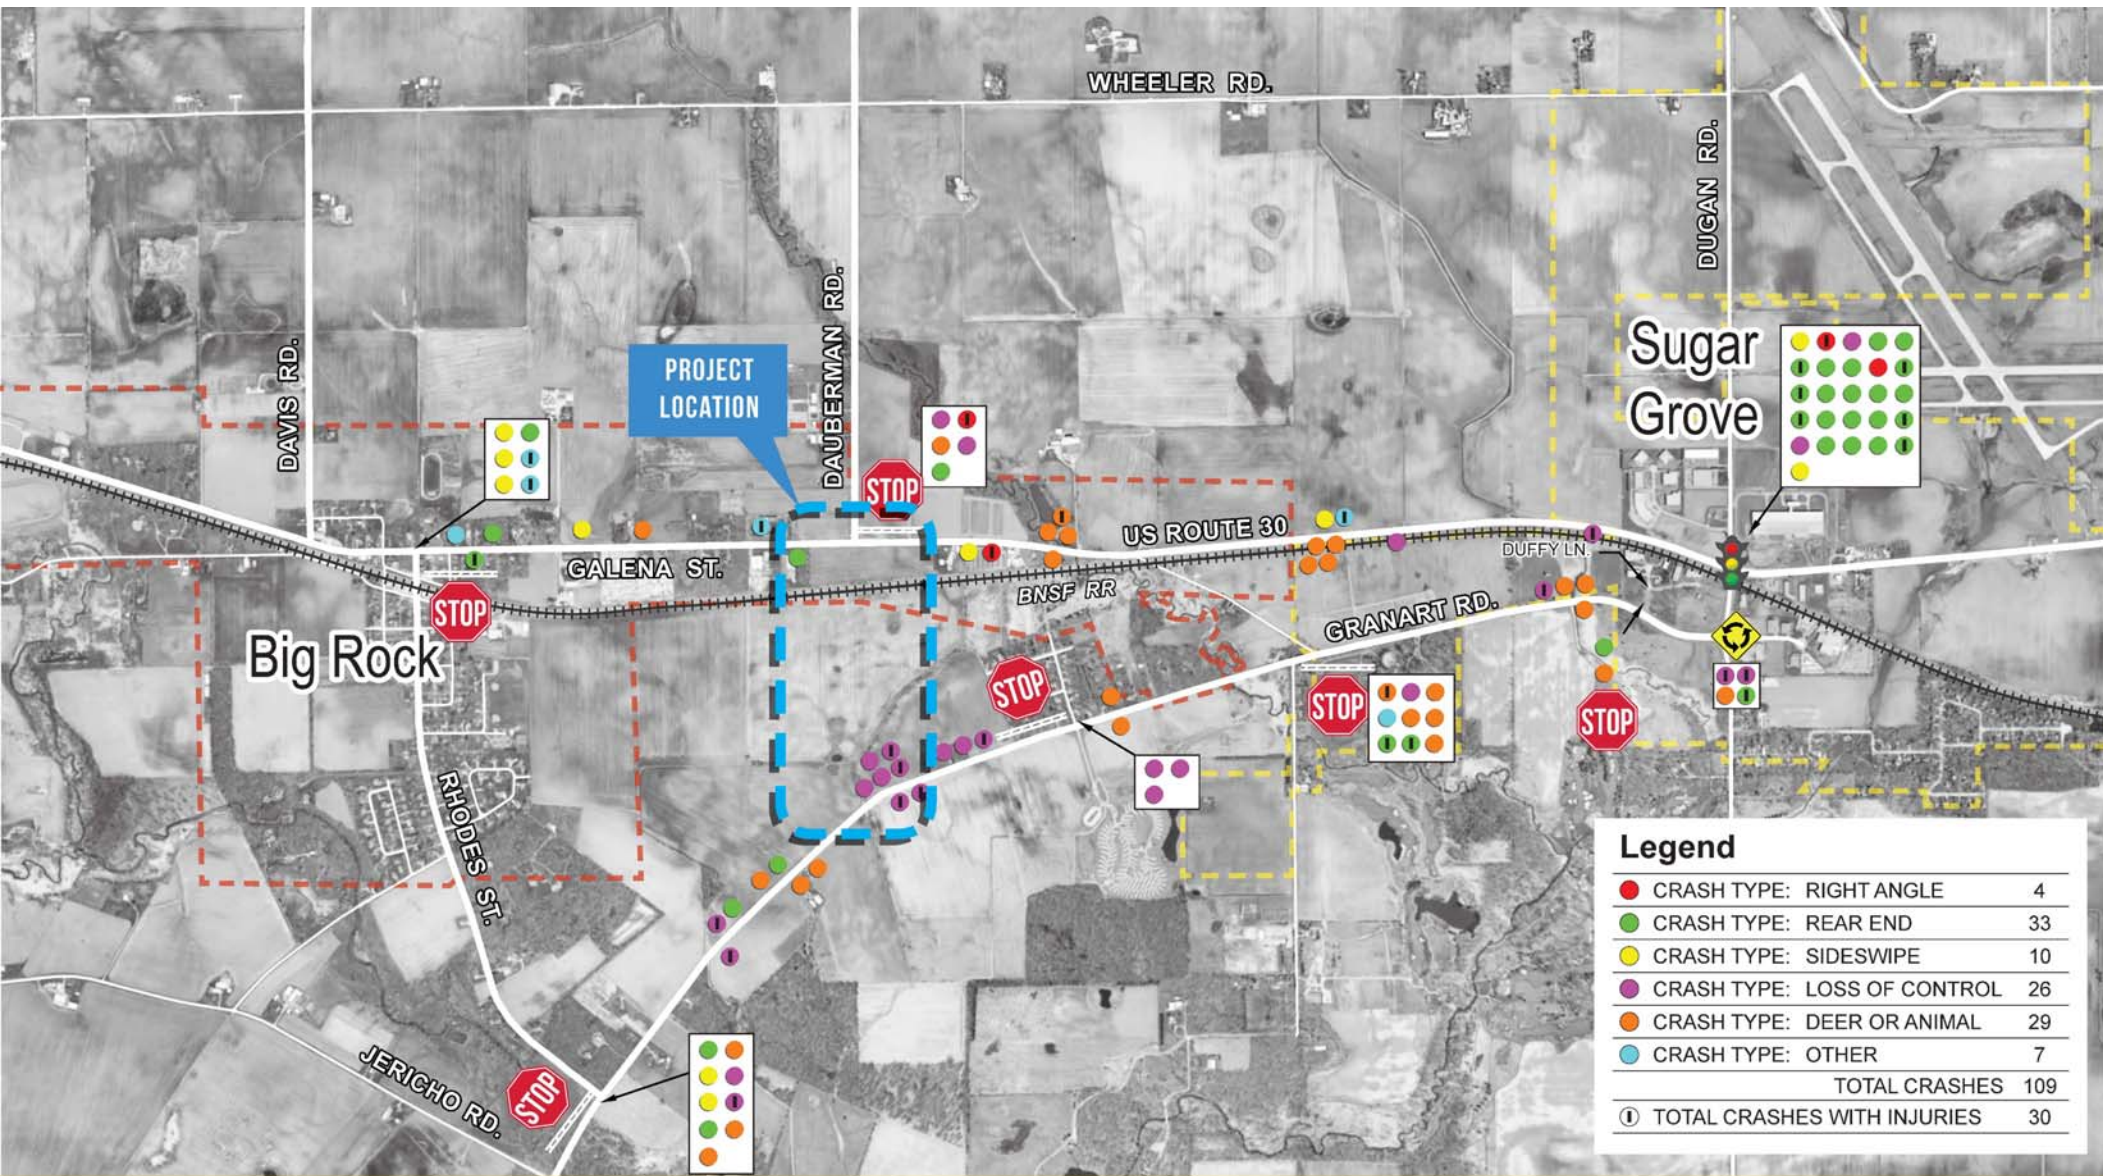 WHEELER RD.
DUGAN RD.
DAVIS RD.
DAUBERMAN RD.
PROJECT
LOCATION
Sugar
Grove
STOP
US ROUTE 30
DUFFY LN.
GALENA ST.
BNSF RR
STOP
Big Rock
GRANART RD.
STOP
STOP
STOP
RHODES ST.
JERICHO RD.
STOP
Legend
CRASH TYPE: RIGHT ANGLE 4
CRASH TYPE: REAR END 33
CRASH TYPE: SIDESWIPE 10
CRASH TYPE: LOSS OF CONTROL 26
CRASH TYPE: DEER OR ANIMAL 29
CRASH TYPE: OTHER 7
TOTAL CRASHES 109
TOTAL CRASHES WITH INJURIES 30